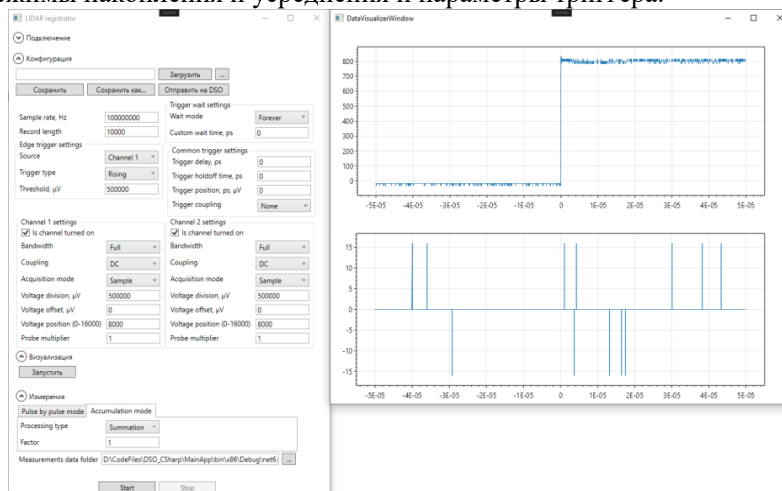 режимы накопления и усреднения и параметры триггера.
LIDAR registrator
Подключение
Конфигурация
Загрузить ...
Сохранить Сохранить как... Отправить на DSO
Sample rate, Hz 100000000
Record length 10000
Trigger wait settings
Wait mode Forever
Custom wait time, ps 0
Edge trigger settings
Source Channel 1
Trigger type Rising
Threshold, µV 500000
Common trigger settings
Trigger delay, ps 0
Trigger holdoff time, ps 0
Trigger position, ps, µV 0
Trigger coupling None
Channel 1 settings
Is channel turned on
Bandwidth Full
Coupling DC
Acquisition mode Sample
Voltage division, µV 500000
Voltage offset, µV 0
Voltage position (0-16000) 8000
Probe multiplier 1
Channel 2 settings
Is channel turned on
Bandwidth Full
Coupling DC
Acquisition mode Sample
Voltage division, µV 500000
Voltage offset, µV 0
Voltage position (0-16000) 8000
Probe multiplier 1
Визуализация
Запустить
Измерения
Pulse by pulse mode Accumulation mode
Processing type Summation
Factor 1
Measurements data folder D:\CodeFiles\DSO_CSharp\MainApp\bin\x86\Debug\net6. ...
Start Stop
DataVisualizerWindow
800
700
600
500
400
300
200
100
0
-5E-05 -4E-05 -3E-05 -2E-05 -1E-05 0 1E-05 2E-05 3E-05 4E-05 5E-05
15
10
5
0
-5
-10
-15
-5E-05 -4E-05 -3E-05 -2E-05 -1E-05 0 1E-05 2E-05 3E-05 4E-05 5E-05